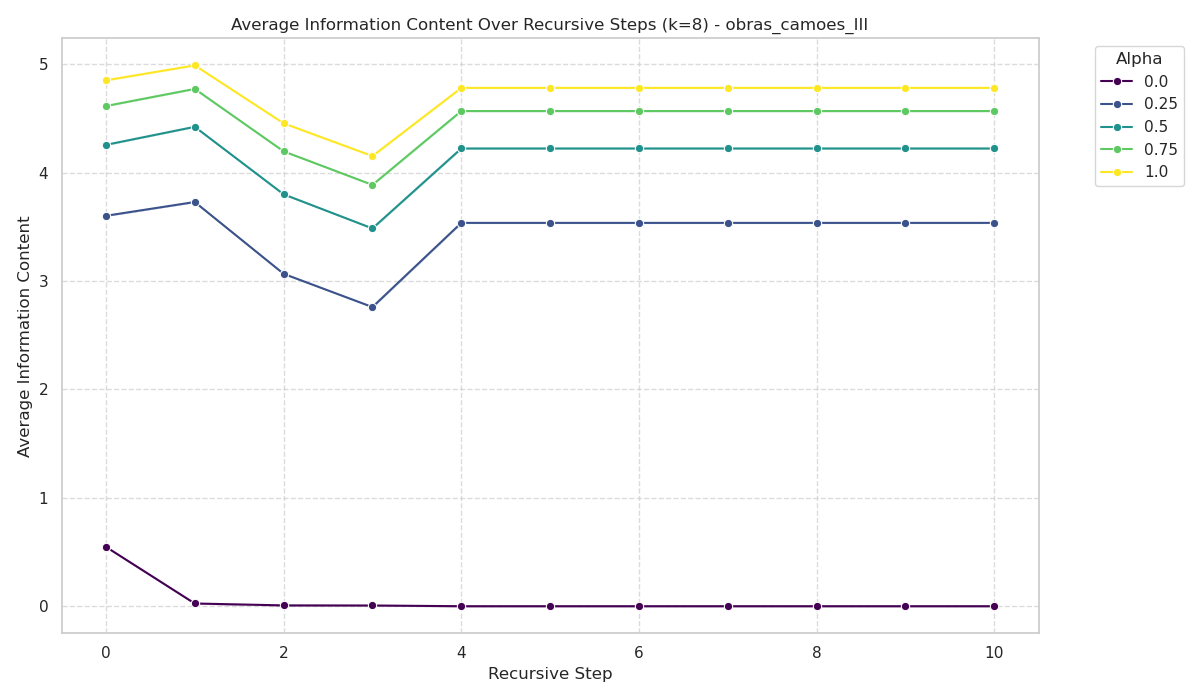 Average Information Content Over Recursive Steps (k=8) - obras_camoes_III
Average Information Content
5
4
3
2
1
0
0 2 4 6 8 10
Recursive Step
Alpha
0.0
0.25
0.5
0.75
1.0